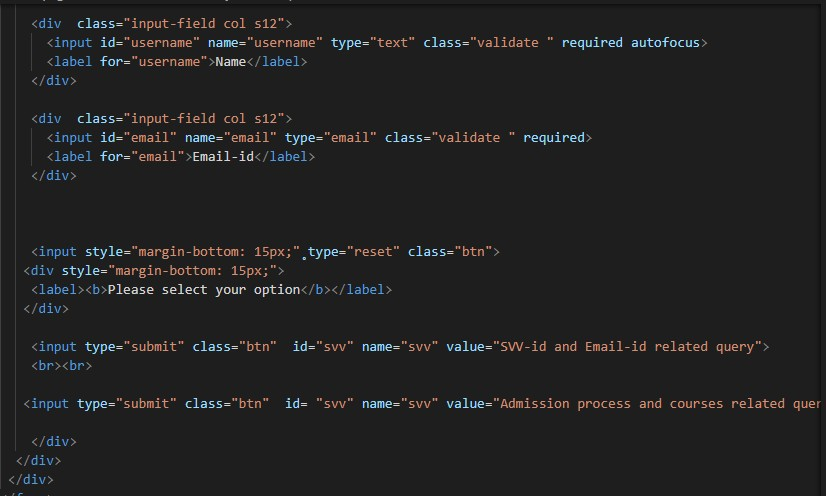 <div  class="input-field col s12">
<input id="username" name="username" type="text" class="validate " required autofocus>
<label for="username">Name</label>
</div>
<div  class="input-field col s12">
<input id="email" name="email" type="email" class="validate " required>
<label for="email">Email-id</label>
</div>
<input style="margin-bottom: 15px;" type="reset" class="btn">
<div style="margin-bottom: 15px;">
<label><b>Please select your option</b></label>
</div>
<input type="submit" class="btn"  id="svv" name="svv" value="SVV-id and Email-id related query">
<br><br>
<input type="submit" class="btn"  id= "svv" name="svv" value="Admission process and courses related quer
</div>
</div>
</div>